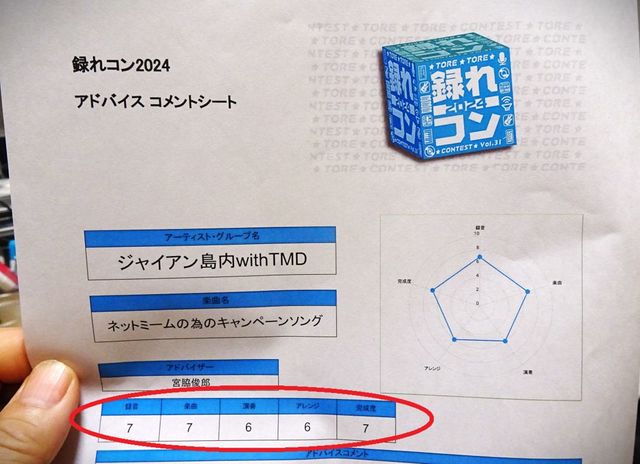 録れコン2024
アドバイス コメントシート
★ TORE ★ TORE ★
録れ
2024
コン
★ CONTEST ★ Vol.31
アーティスト・グループ名
ジャイアン島内withTMD
楽曲名
ネットミームの為のキャンペーンソング
アドバイザー
宮脇俊郎
録音 楽曲 演奏 アレンジ 完成度
7 7 6 6 7
アドバイスコメント
録音
10
8
6
4
2
0
楽曲
演奏
アレンジ
完成度